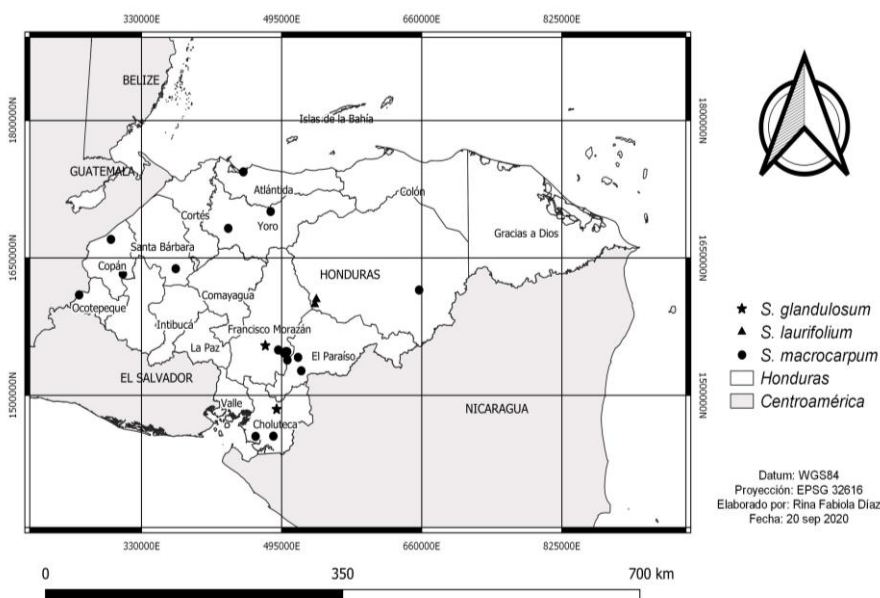 330000E 495000E 660000E 825000E
BELIZE
1800000N 1800000N
Islas de la Bahía
GUATEMALA
Atlántida
Colón
Cortés
Yoro
Gracias a Dios
Santa Bárbara
1650000N 1650000N
Copán
HONDURAS
Comayagua
Ocotepeque
Intibucá
Francisco Morazán
La Paz
El Paraíso
EL SALVADOR
1500000N 1500000N
Valle
NICARAGUA
Choluteca
330000E 495000E 660000E 825000E
0 350 700 km
S. glandulosum
S. laurifolium
S. macrocarpum
Honduras
Centroamérica
Datum: WGS84
Proyección: EPSG 32616
Elaborado por: Rina Fabiola Díaz
Fecha: 20 sep 2020